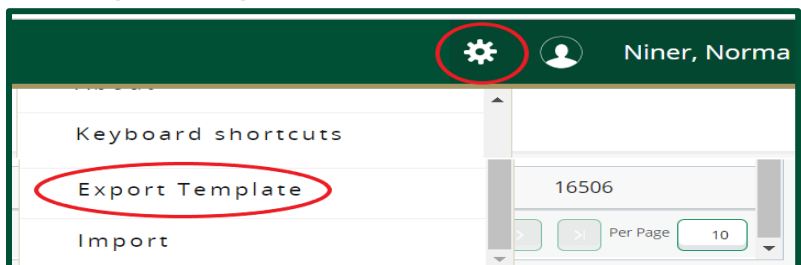 Niner, Norma
Keyboard shortcuts
Export Template
16506
Import
Per Page 10